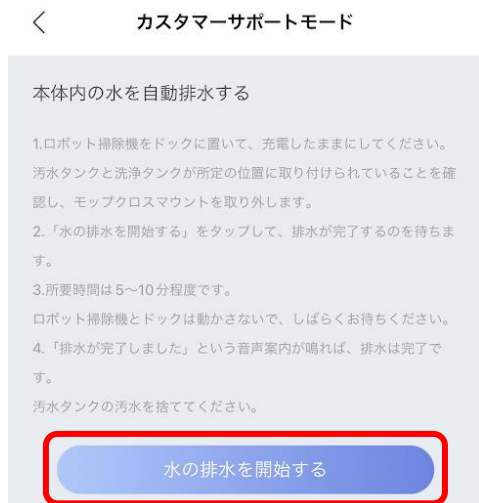 カスタマーサポートモード
本体内の水を自動排水する
1.ロボット掃除機をドックに置いて、充電したままにしてください。
汚水タンクと洗浄タンクが所定の位置に取り付けられていることを確
認し、モップクロスマウントを取り外します。
2.「水の排水を開始する」をタップして、排水が完了するのを待ちま
す。
3.所要時間は5～10分程度です。
ロボット掃除機とドックは動かさないで、しばらくお待ちください。
4.「排水が完了しました」という音声案内が鳴れば、排水は完了で
す。
汚水タンクの汚水を捨ててください。
水の排水を開始する